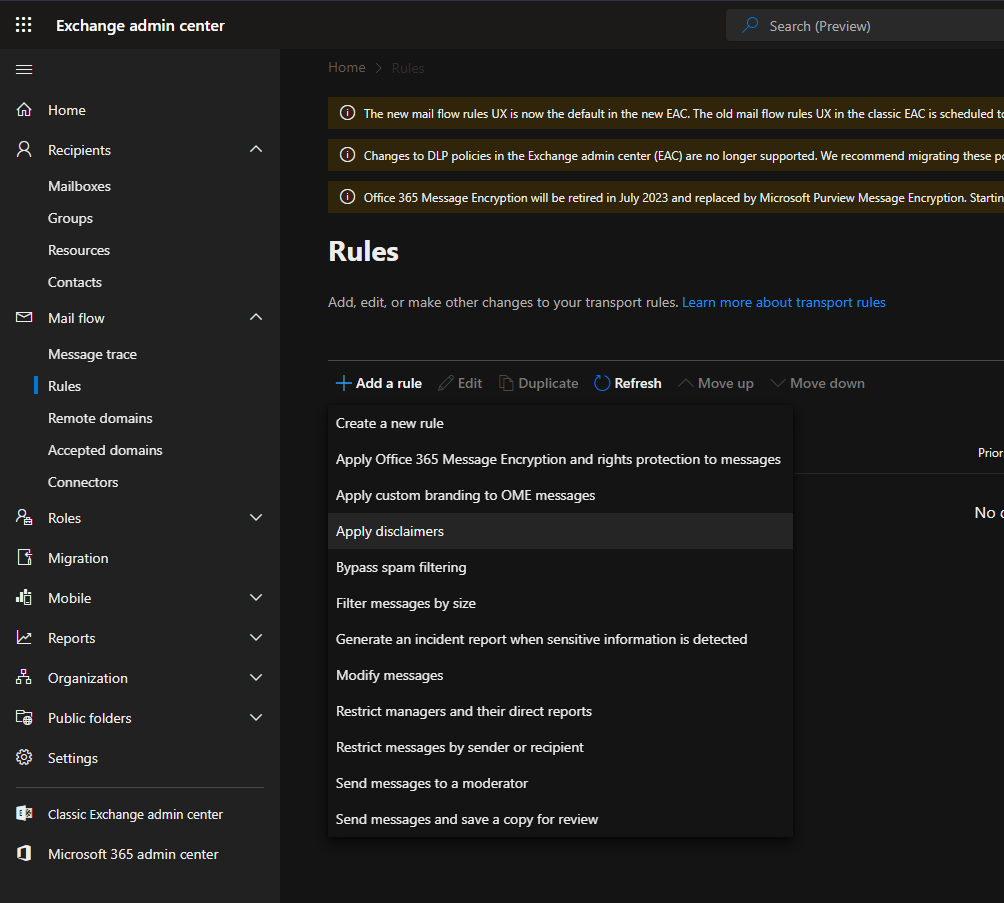 Exchange admin center
Search (Preview)
Home
Recipients
Mailboxes
Groups
Resources
Contacts
Mail flow
Message trace
Rules
Remote domains
Accepted domains
Connectors
Roles
Migration
Mobile
Reports
Organization
Public folders
Settings
Classic Exchange admin center
Microsoft 365 admin center
Home > Rules
The new mail flow rules UX is now the default in the new EAC. The old mail flow rules UX in the classic EAC is scheduled
Changes to DLP policies in the Exchange admin center (EAC) are no longer supported. We recommend migrating these
Office 365 Message Encryption will be retired in July 2023 and replaced by Microsoft Purview Message Encryption.
Rules
Add, edit, or make other changes to your transport rules. Learn more about transport rules
Add a rule Edit Duplicate Refresh Move up Move down
Create a new rule
Apply Office 365 Message Encryption and rights protection to messages
Apply custom branding to OME messages
Apply disclaimers
Bypass spam filtering
Filter messages by size
Generate an incident report when sensitive information is detected
Modify messages
Restrict managers and their direct reports
Restrict messages by sender or recipient
Send messages to a moderator
Send messages and save a copy for review
Prior
No